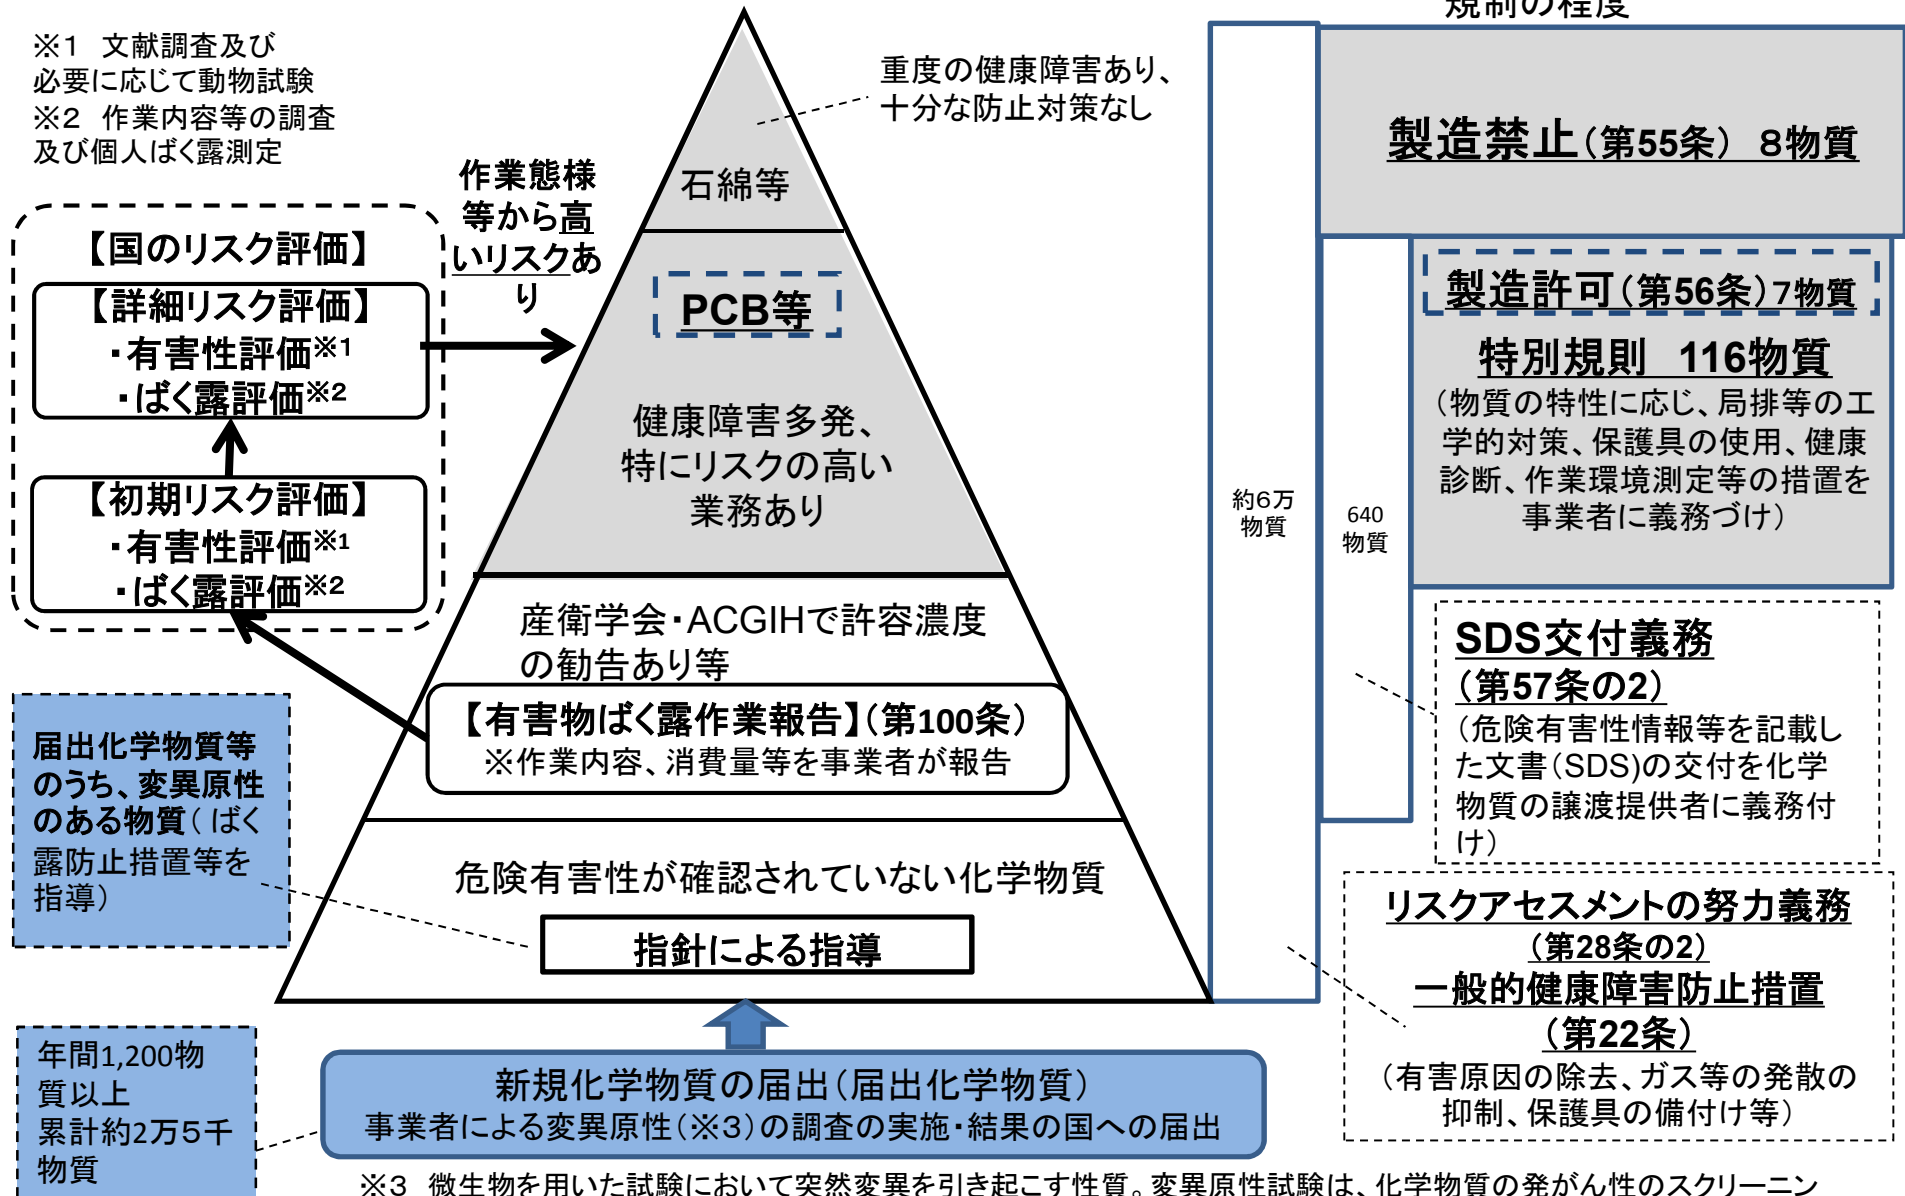 規制の程度
※1　文献調査及び
必要に応じて動物試験
※2　作業内容等の調査
及び個人ばく露測定
重度の健康障害あり、
十分な防止対策なし
製造禁止（第55条）　8物質
作業態様
等から高
いリスクあ
り
石綿等
【国のリスク評価】
【詳細リスク評価】
・有害性評価※1
・ばく露評価※2
【初期リスク評価】
・有害性評価※1
・ばく露評価※2
PCB等
健康障害多発、
特にリスクの高い
業務あり
製造許可（第56条）7物質
特別規則　116物質
（物質の特性に応じ、局排等の工
学的対策、保護具の使用、健康
診断、作業環境測定等の措置を
事業者に義務づけ）
約6万
物質
640
物質
産衛学会・ACGIHで許容濃度
の勧告あり等
【有害物ばく露作業報告】（第100条）
※作業内容、消費量等を事業者が報告
SDS交付義務
（第57条の2）
（危険有害性情報等を記載し
た文書（SDS)の交付を化学
物質の譲渡提供者に義務付
け）
届出化学物質等
のうち、変異原性
のある物質（ばく
露防止措置等を
指導）
危険有害性が確認されていない化学物質
指針による指導
リスクアセスメントの努力義務
（第28条の2）
一般的健康障害防止措置
（第22条）
（有害原因の除去、ガス等の発散の
抑制、保護具の備付け等）
年間1,200物
質以上
累計約2万5千
物質
新規化学物質の届出（届出化学物質）
事業者による変異原性（※3）の調査の実施・結果の国への届出
※3　微生物を用いた試験において突然変異を引き起こす性質。変異原性試験は、化学物質の発がん性のスクリーニン